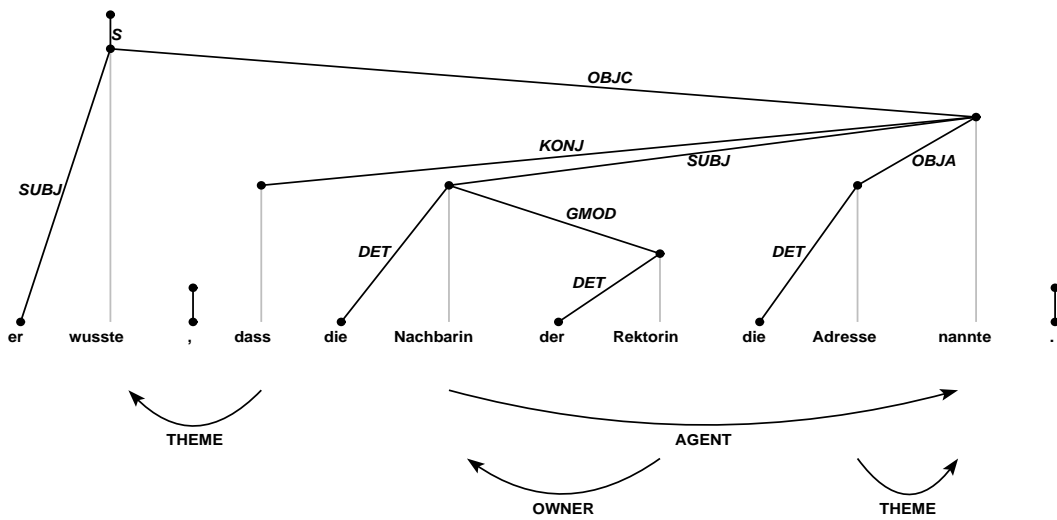 S
OBJC
KONJ
SUBJ
OBJA
SUBJ
GMOD
DET
DET
DET
er wusste , dass die Nachbarin der Rektorin die Adresse nannte .
THEME
AGENT
OWNER
THEME